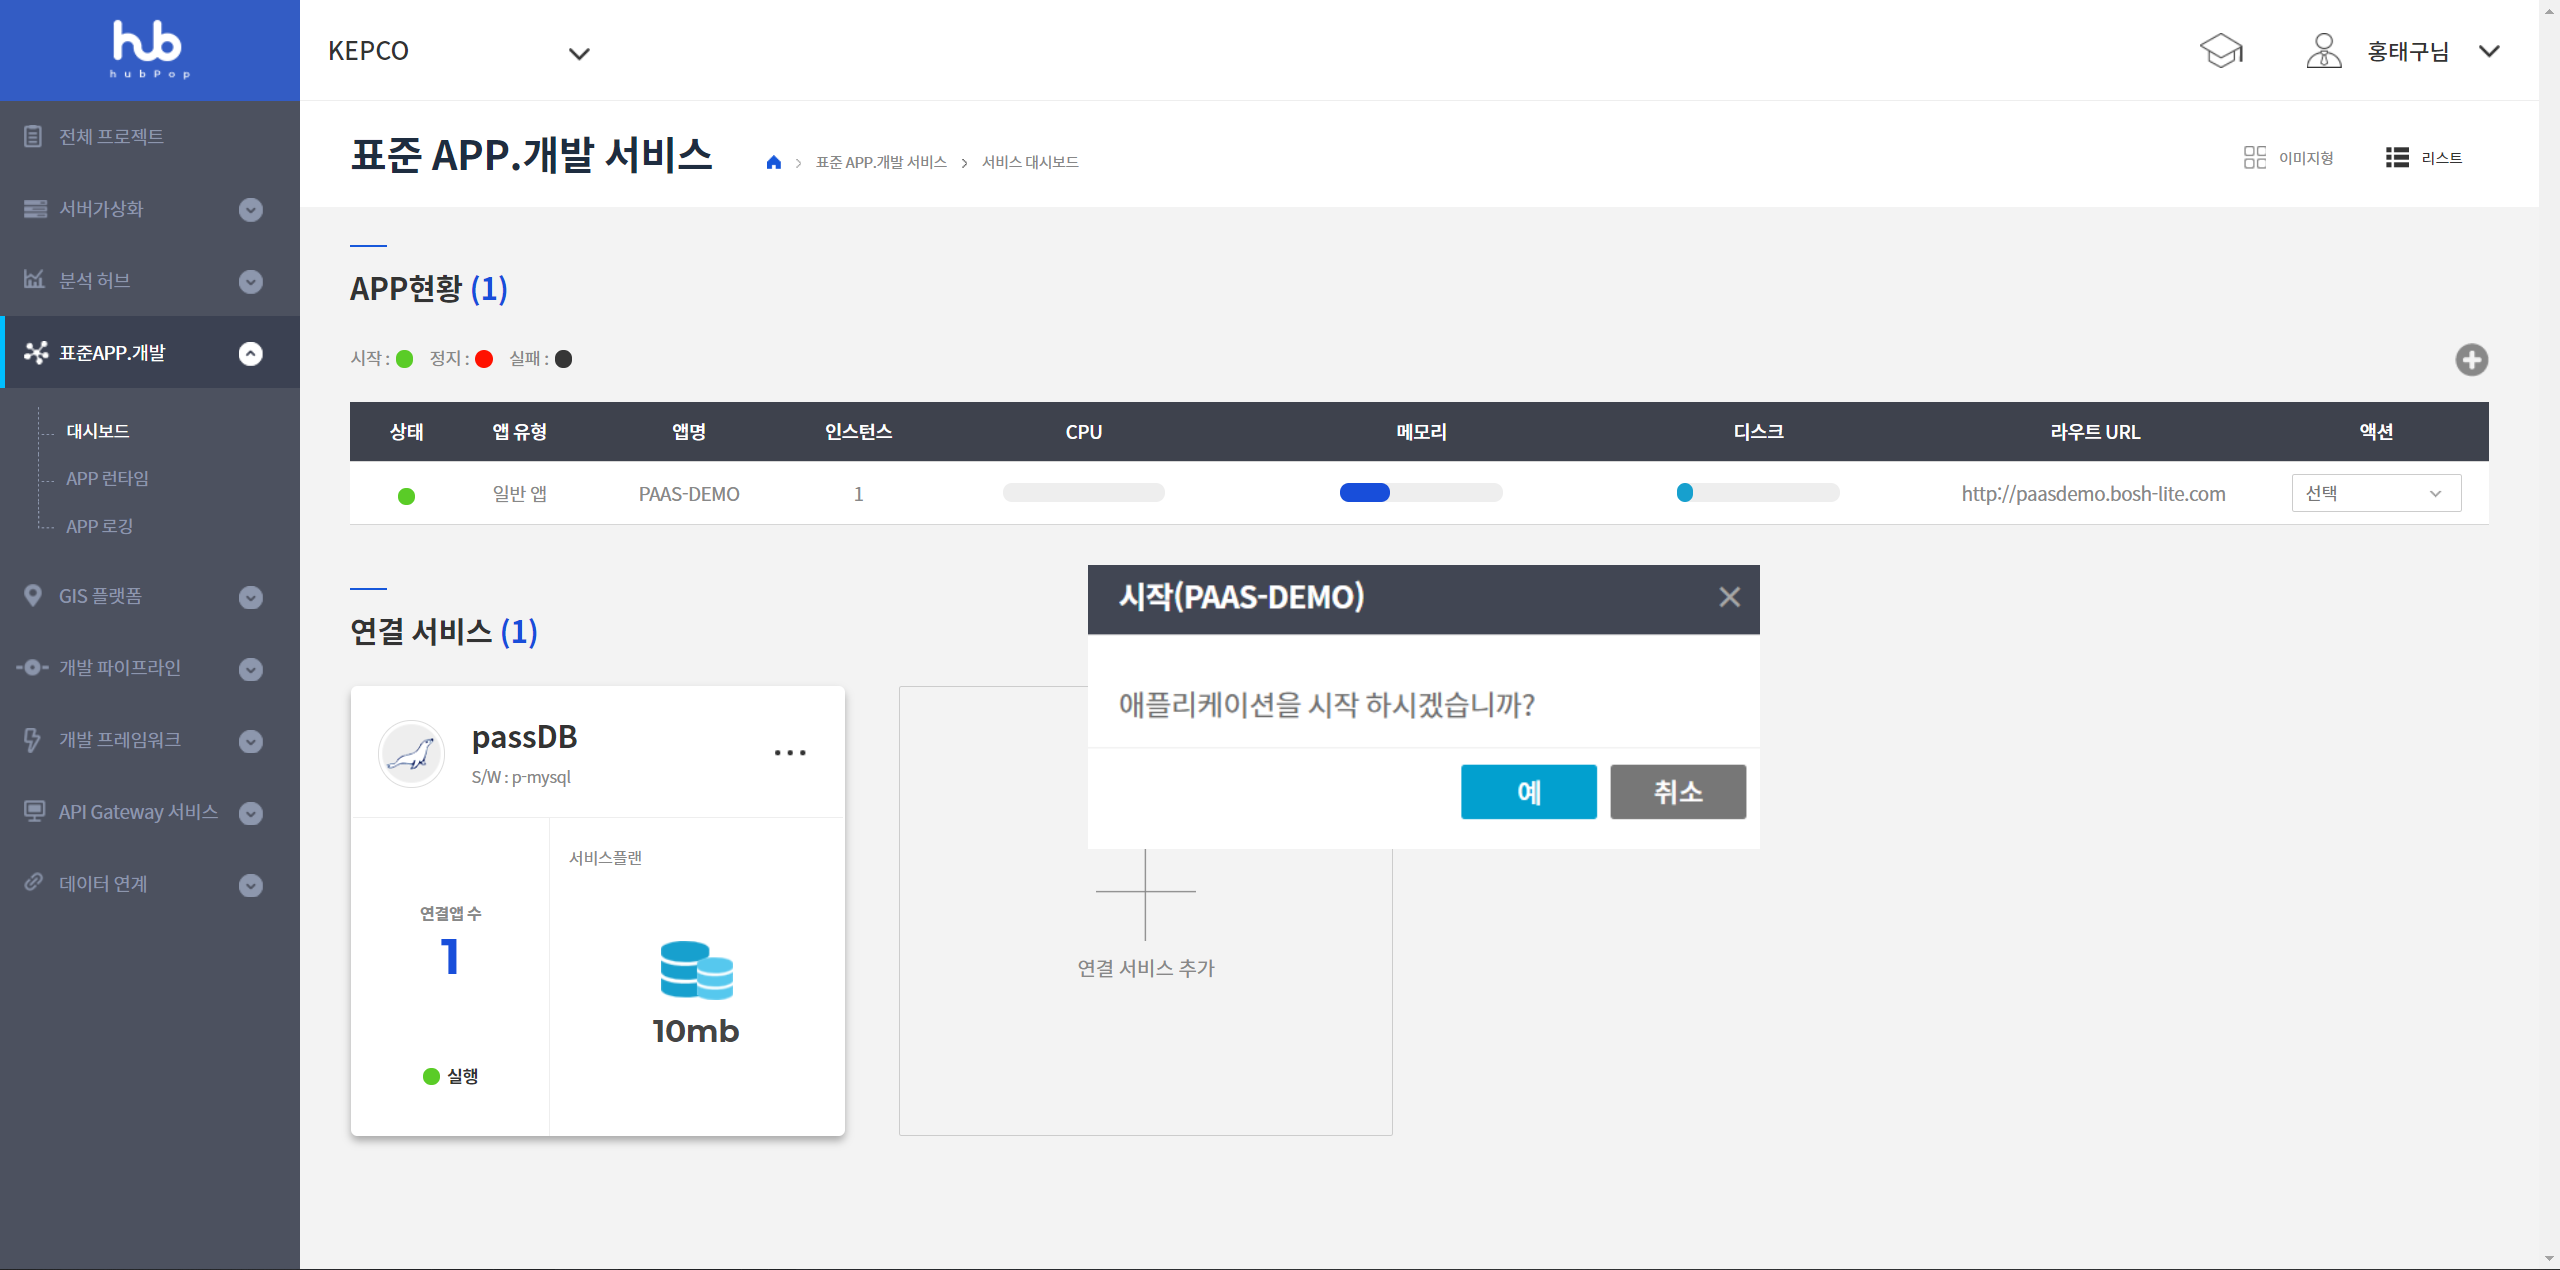 hub
hubPop
KEPCO
홍태구님
전체 프로젝트
서버가상화
분석 허브
표준APP.개발
대시보드
APP 런타임
APP 로깅
GIS 플랫폼
개발 파이프라인
개발 프레임워크
API Gateway 서비스
데이터 연계
표준 APP.개발 서비스
표준 APP.개발 서비스 > 서비스 대시보드
이미지형
리스트
APP현황 (1)
시작 : 정지 : 실패 :
상태 앱 유형 앱명 인스턴스 CPU 메모리 디스크 라우트 URL 액션
일반 앱 PAAS-DEMO 1 http://paasdemo.bosh-lite.com 선택
연결 서비스 (1)
passDB
S/W : p-mysql
연결앱 수
1
실행
서비스플랜
10mb
연결 서비스 추가
시작(PAAS-DEMO)
애플리케이션을 시작 하시겠습니까?
예 취소